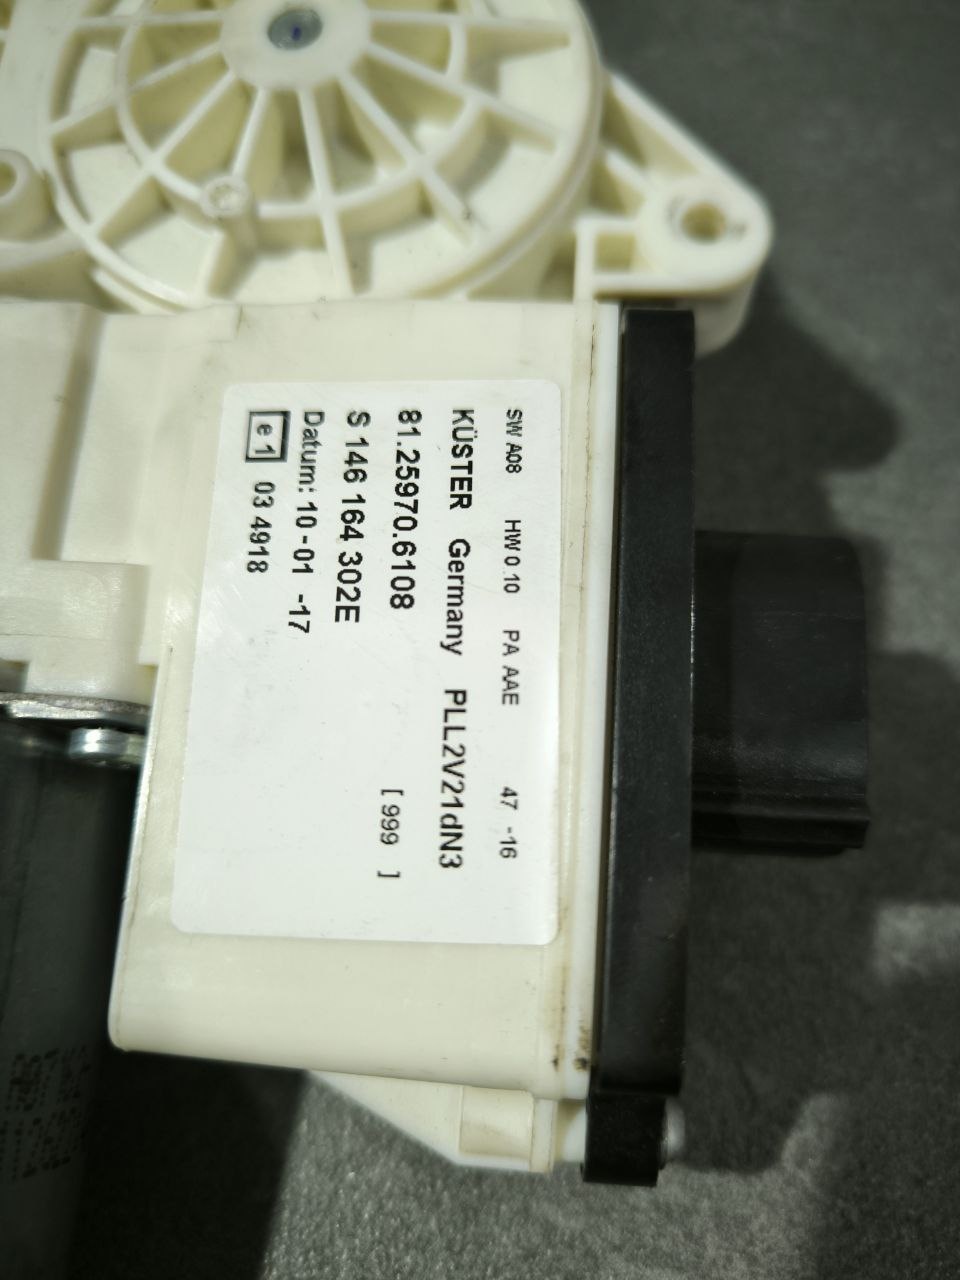 SW A08 HW 0.10 PA AAE 47 -16
KÜSTER Germany PLL2V21dN3
81.25970.6108 [ 999 ]
S 146 164 302E
Datum: 10-01 -17
e1 03 4918